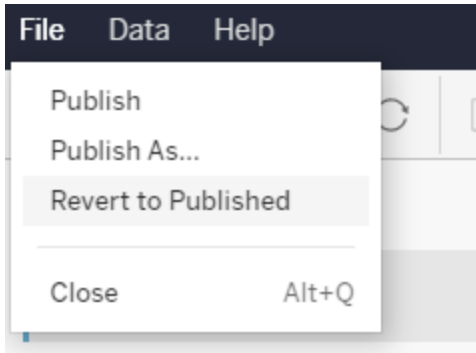 File Data Help
Publish
Publish As...
Revert to Published
Close Alt+Q